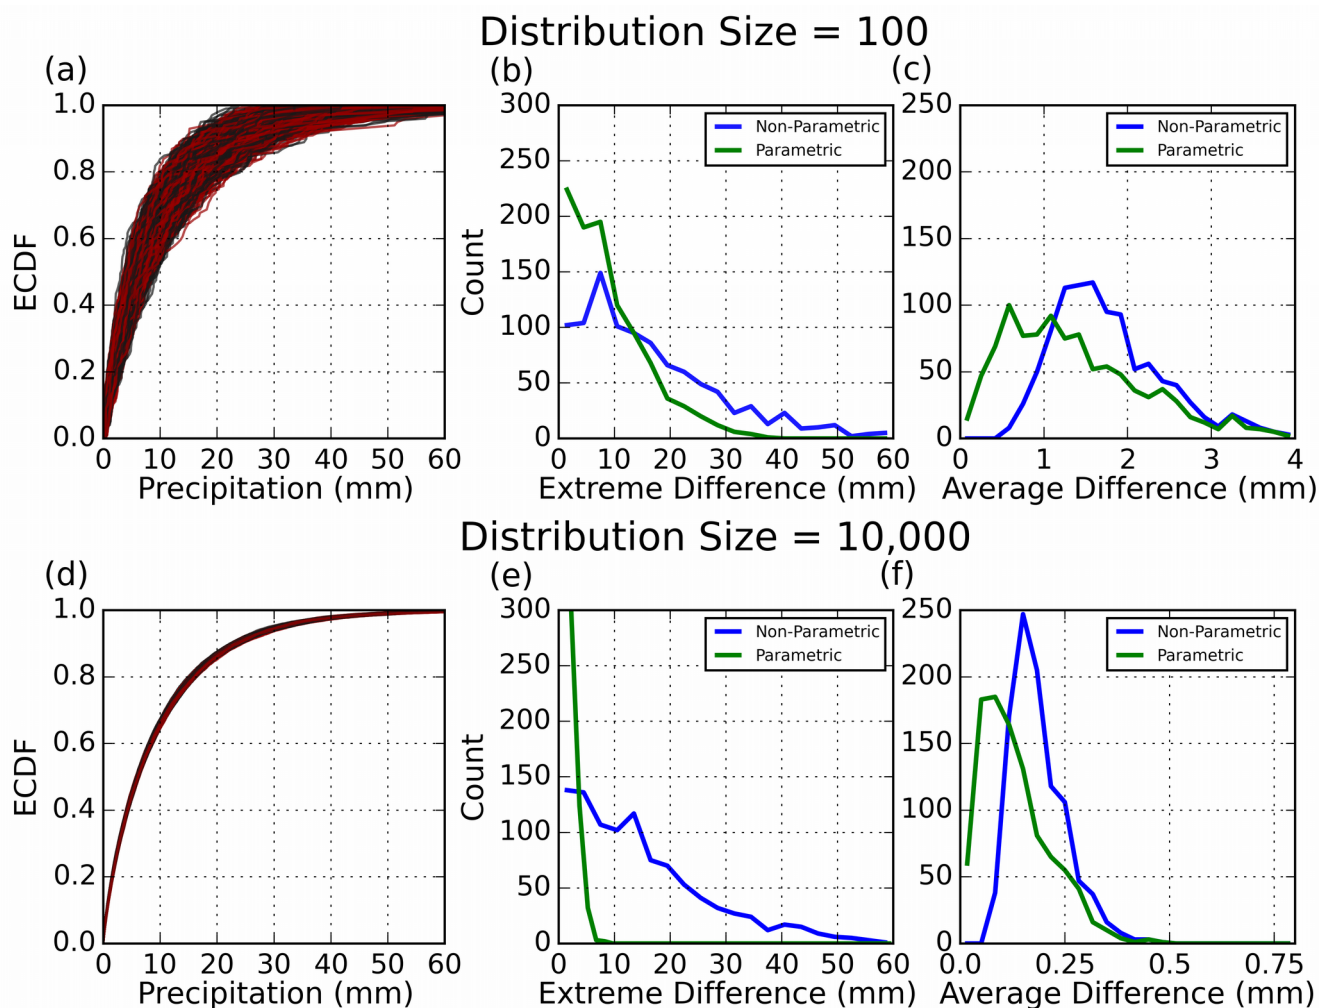 Distribution Size = 100
(a)
(b)
(c)
1.0
0.8
0.6
0.4
0.2
0.0
ECDF
0 10 20 30 40 50 60
Precipitation (mm)
300
250
200
150
100
50
0
Count
Non-Parametric
Parametric
0 10 20 30 40 50 60
Extreme Difference (mm)
250
200
150
100
50
0
Non-Parametric
Parametric
0 1 2 3 4
Average Difference (mm)
Distribution Size = 10,000
(d)
(e)
(f)
1.0
0.8
0.6
0.4
0.2
0.0
ECDF
0 10 20 30 40 50 60
Precipitation (mm)
300
250
200
150
100
50
0
Count
Non-Parametric
Parametric
0 10 20 30 40 50 60
Extreme Difference (mm)
250
200
150
100
50
0
Non-Parametric
Parametric
0.0 0.25 0.5 0.75
Average Difference (mm)